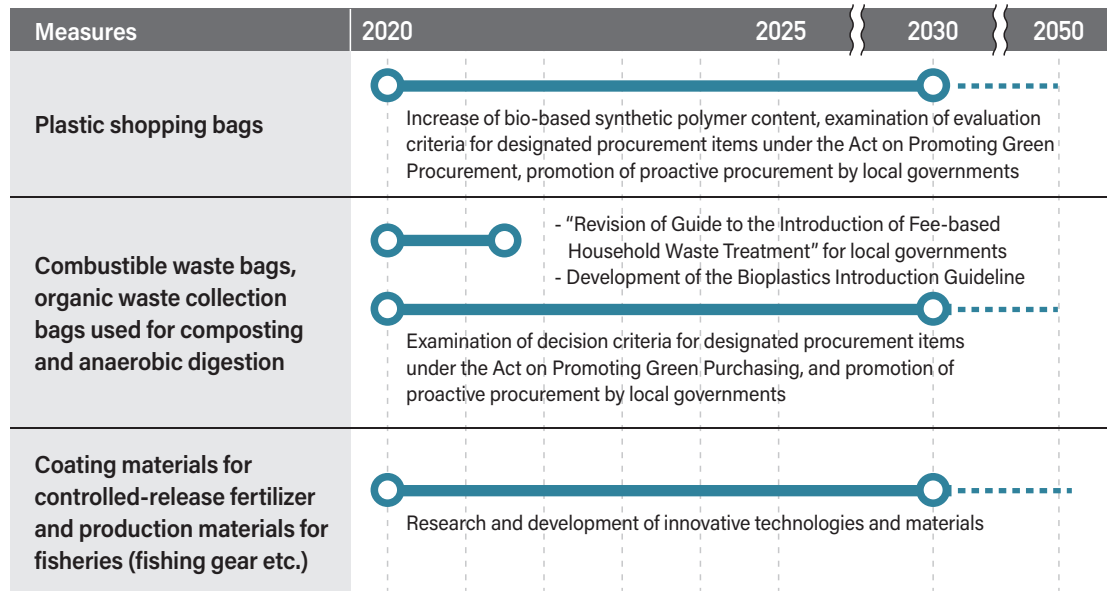 Measures
2020
2025
2030
2050
Plastic shopping bags
Increase of bio-based synthetic polymer content, examination of evaluation
criteria for designated procurement items under the Act on Promoting Green
Procurement, promotion of proactive procurement by local governments
Combustible waste bags,
organic waste collection
bags used for composting
and anaerobic digestion
- “Revision of Guide to the Introduction of Fee-based
Household Waste Treatment” for local governments
- Development of the Bioplastics Introduction Guideline
Examination of decision criteria for designated procurement items
under the Act on Promoting Green Purchasing, and promotion of
proactive procurement by local governments
Coating materials for
controlled-release fertilizer
and production materials for
fisheries (fishing gear etc.)
Research and development of innovative technologies and materials